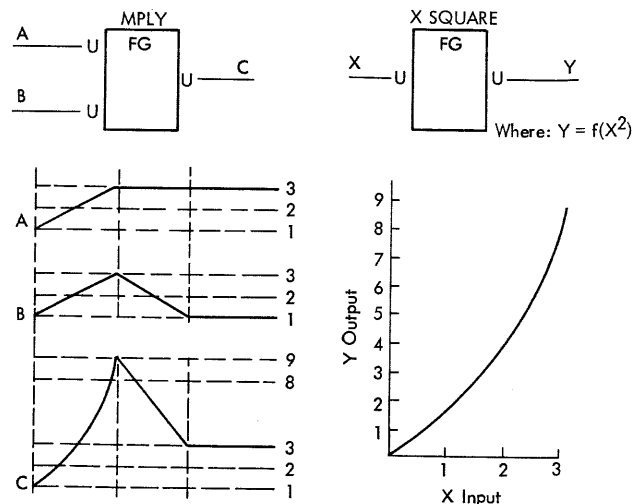 MPLY
A
U
FG
U
C
B
U
X SQUARE
X
U
FG
U
Y
Where: Y = f(X²)
A
3
2
1
B
3
2
1
C
9
8
3
2
1
Y Output
9
8
7
6
5
4
3
2
1
1
2
3
X Input